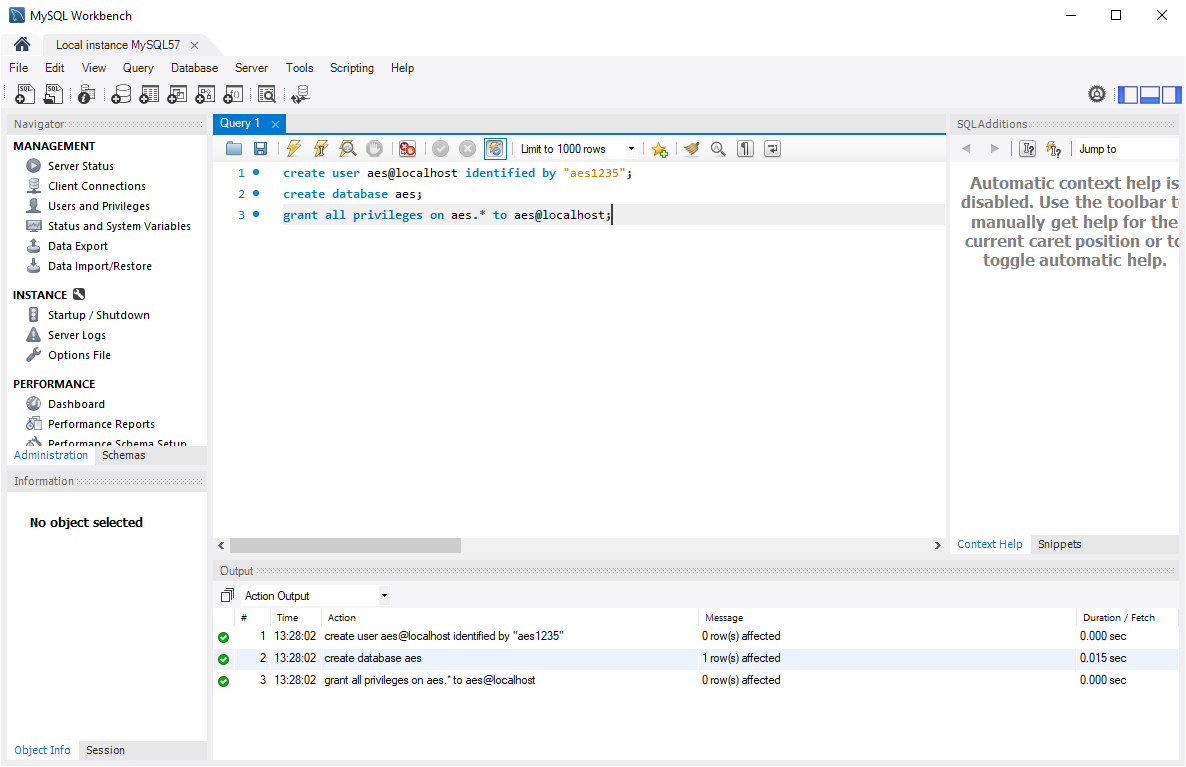 MySQL Workbench
Local instance MySQL57
File Edit View Query Database Server Tools Scripting Help
Navigator
MANAGEMENT
Server Status
Client Connections
Users and Privileges
Status and System Variables
Data Export
Data Import/Restore
INSTANCE
Startup / Shutdown
Server Logs
Options File
PERFORMANCE
Dashboard
Performance Reports
Performance Schema Setup
Administration Schemas
Information
No object selected
Object Info Session
Query 1
Limit to 1000 rows
1 create user aes@localhost identified by "aes1235";
2 create database aes;
3 grant all privileges on aes.* to aes@localhost;
SQLAdditions
Jump to
Automatic context help is
disabled. Use the toolbar t
manually get help for the
current caret position or to
toggle automatic help.
Context Help Snippets
Output
Action Output
# Time Action Message Duration / Fetch
1 13:28:02 create user aes@localhost identified by "aes1235" 0 row(s) affected 0.000 sec
2 13:28:02 create database aes 1 row(s) affected 0.015 sec
3 13:28:02 grant all privileges on aes.* to aes@localhost 0 row(s) affected 0.000 sec